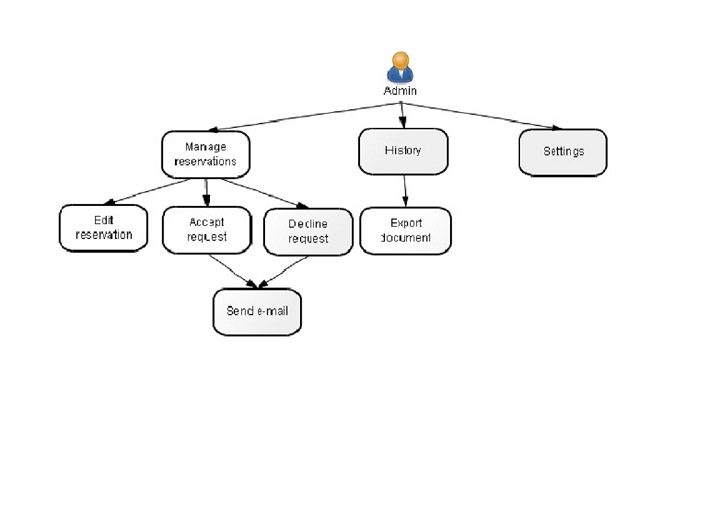 Admin
Manage
reservations
History
Settings
Edit
reservation
Accept
request
Decline
request
Export
document
Send e-mail